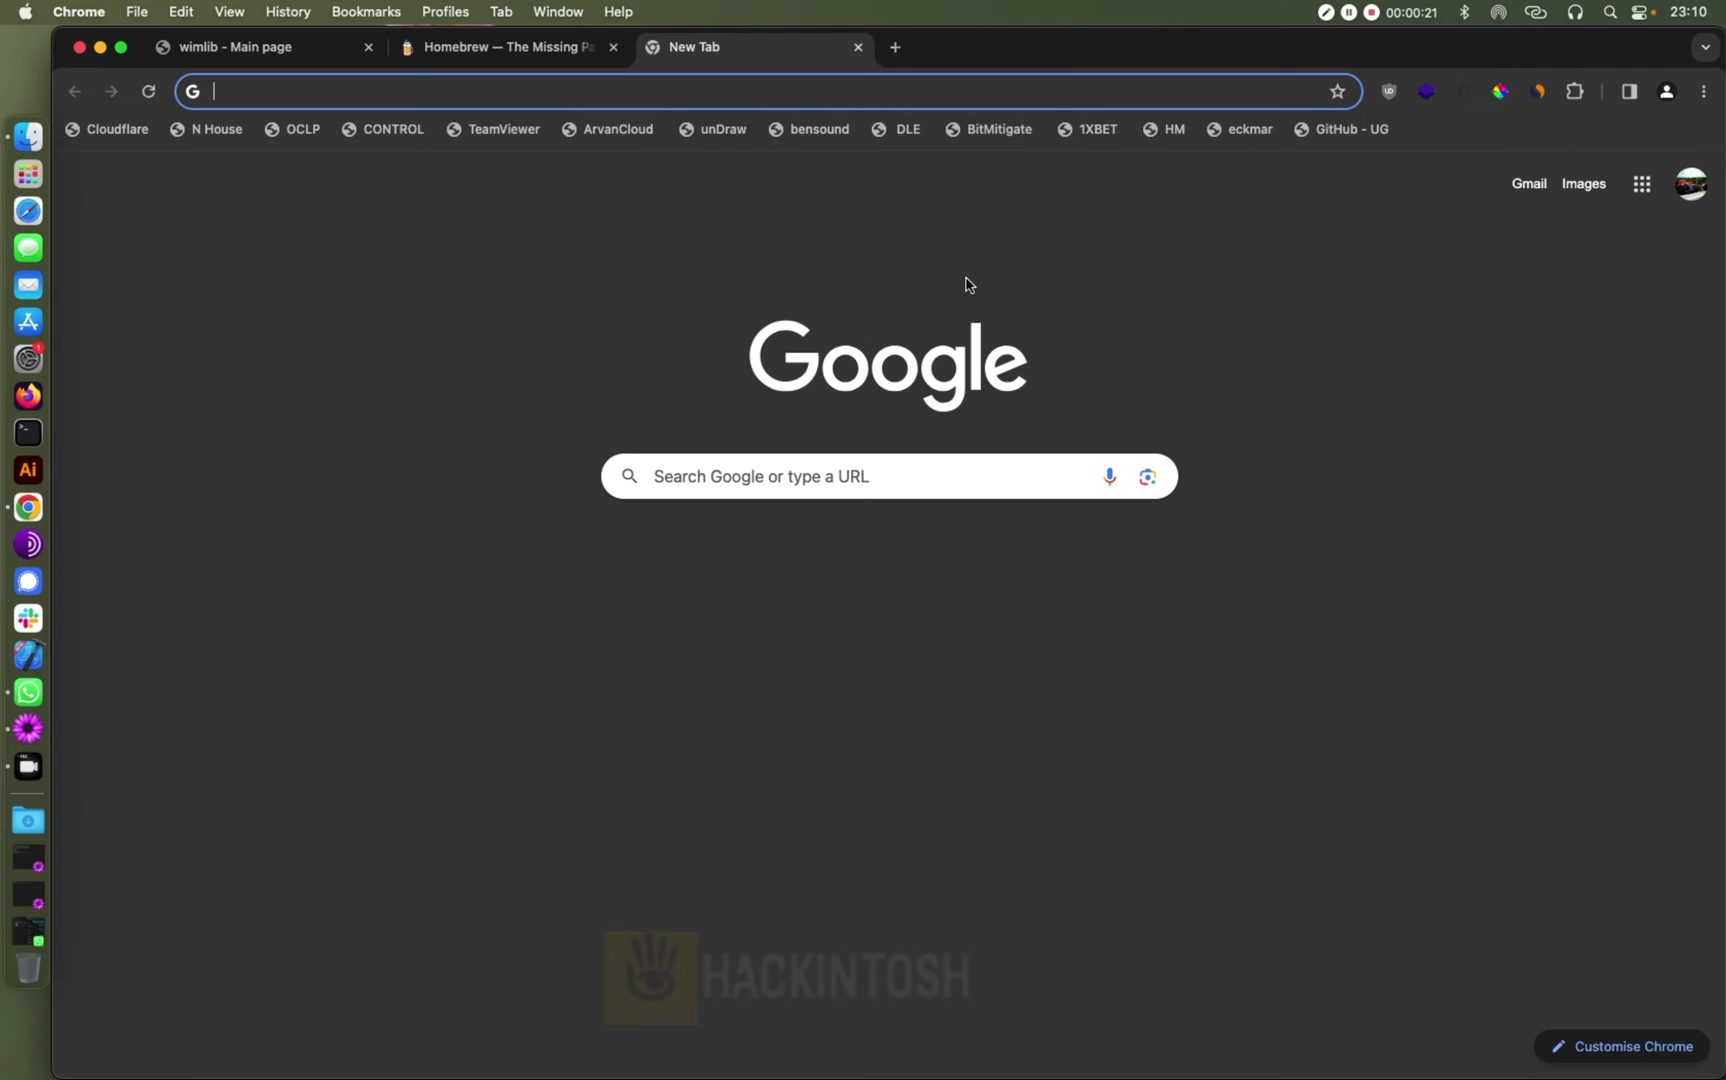 Chrome File Edit View History Bookmarks Profiles Tab Window Help 00:00:21 23:10
wimlib - Main page Homebrew — The Missing Pa New Tab
Cloudflare N House OCLP CONTROL TeamViewer ArvanCloud unDraw bensound DLE BitMitigate 1XBET HM eckmar GitHub - UG
Gmail Images
Google
Search Google or type a URL
Ai
HACKINTOSH
Customise Chrome